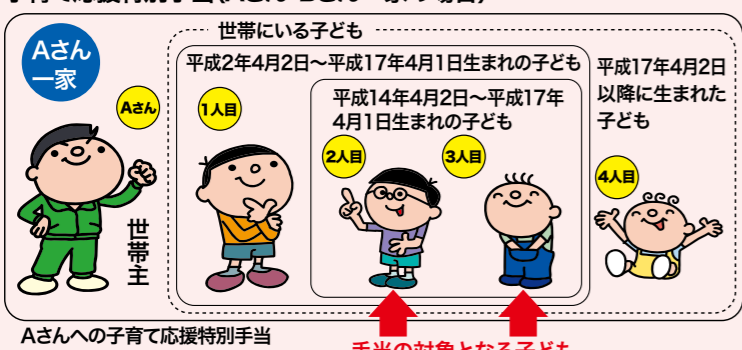 世帯にいる子ども
Aさん
一家
平成2年4月2日〜平成17年4月1日生まれの子ども
平成17年4月2日
以降に生まれた
子ども
平成14年4月2日〜平成17年
4月1日生まれの子ども
Aさん
1人目
2人目
3人目
4人目
世帯主
Aさんへの子育て応援特別手当